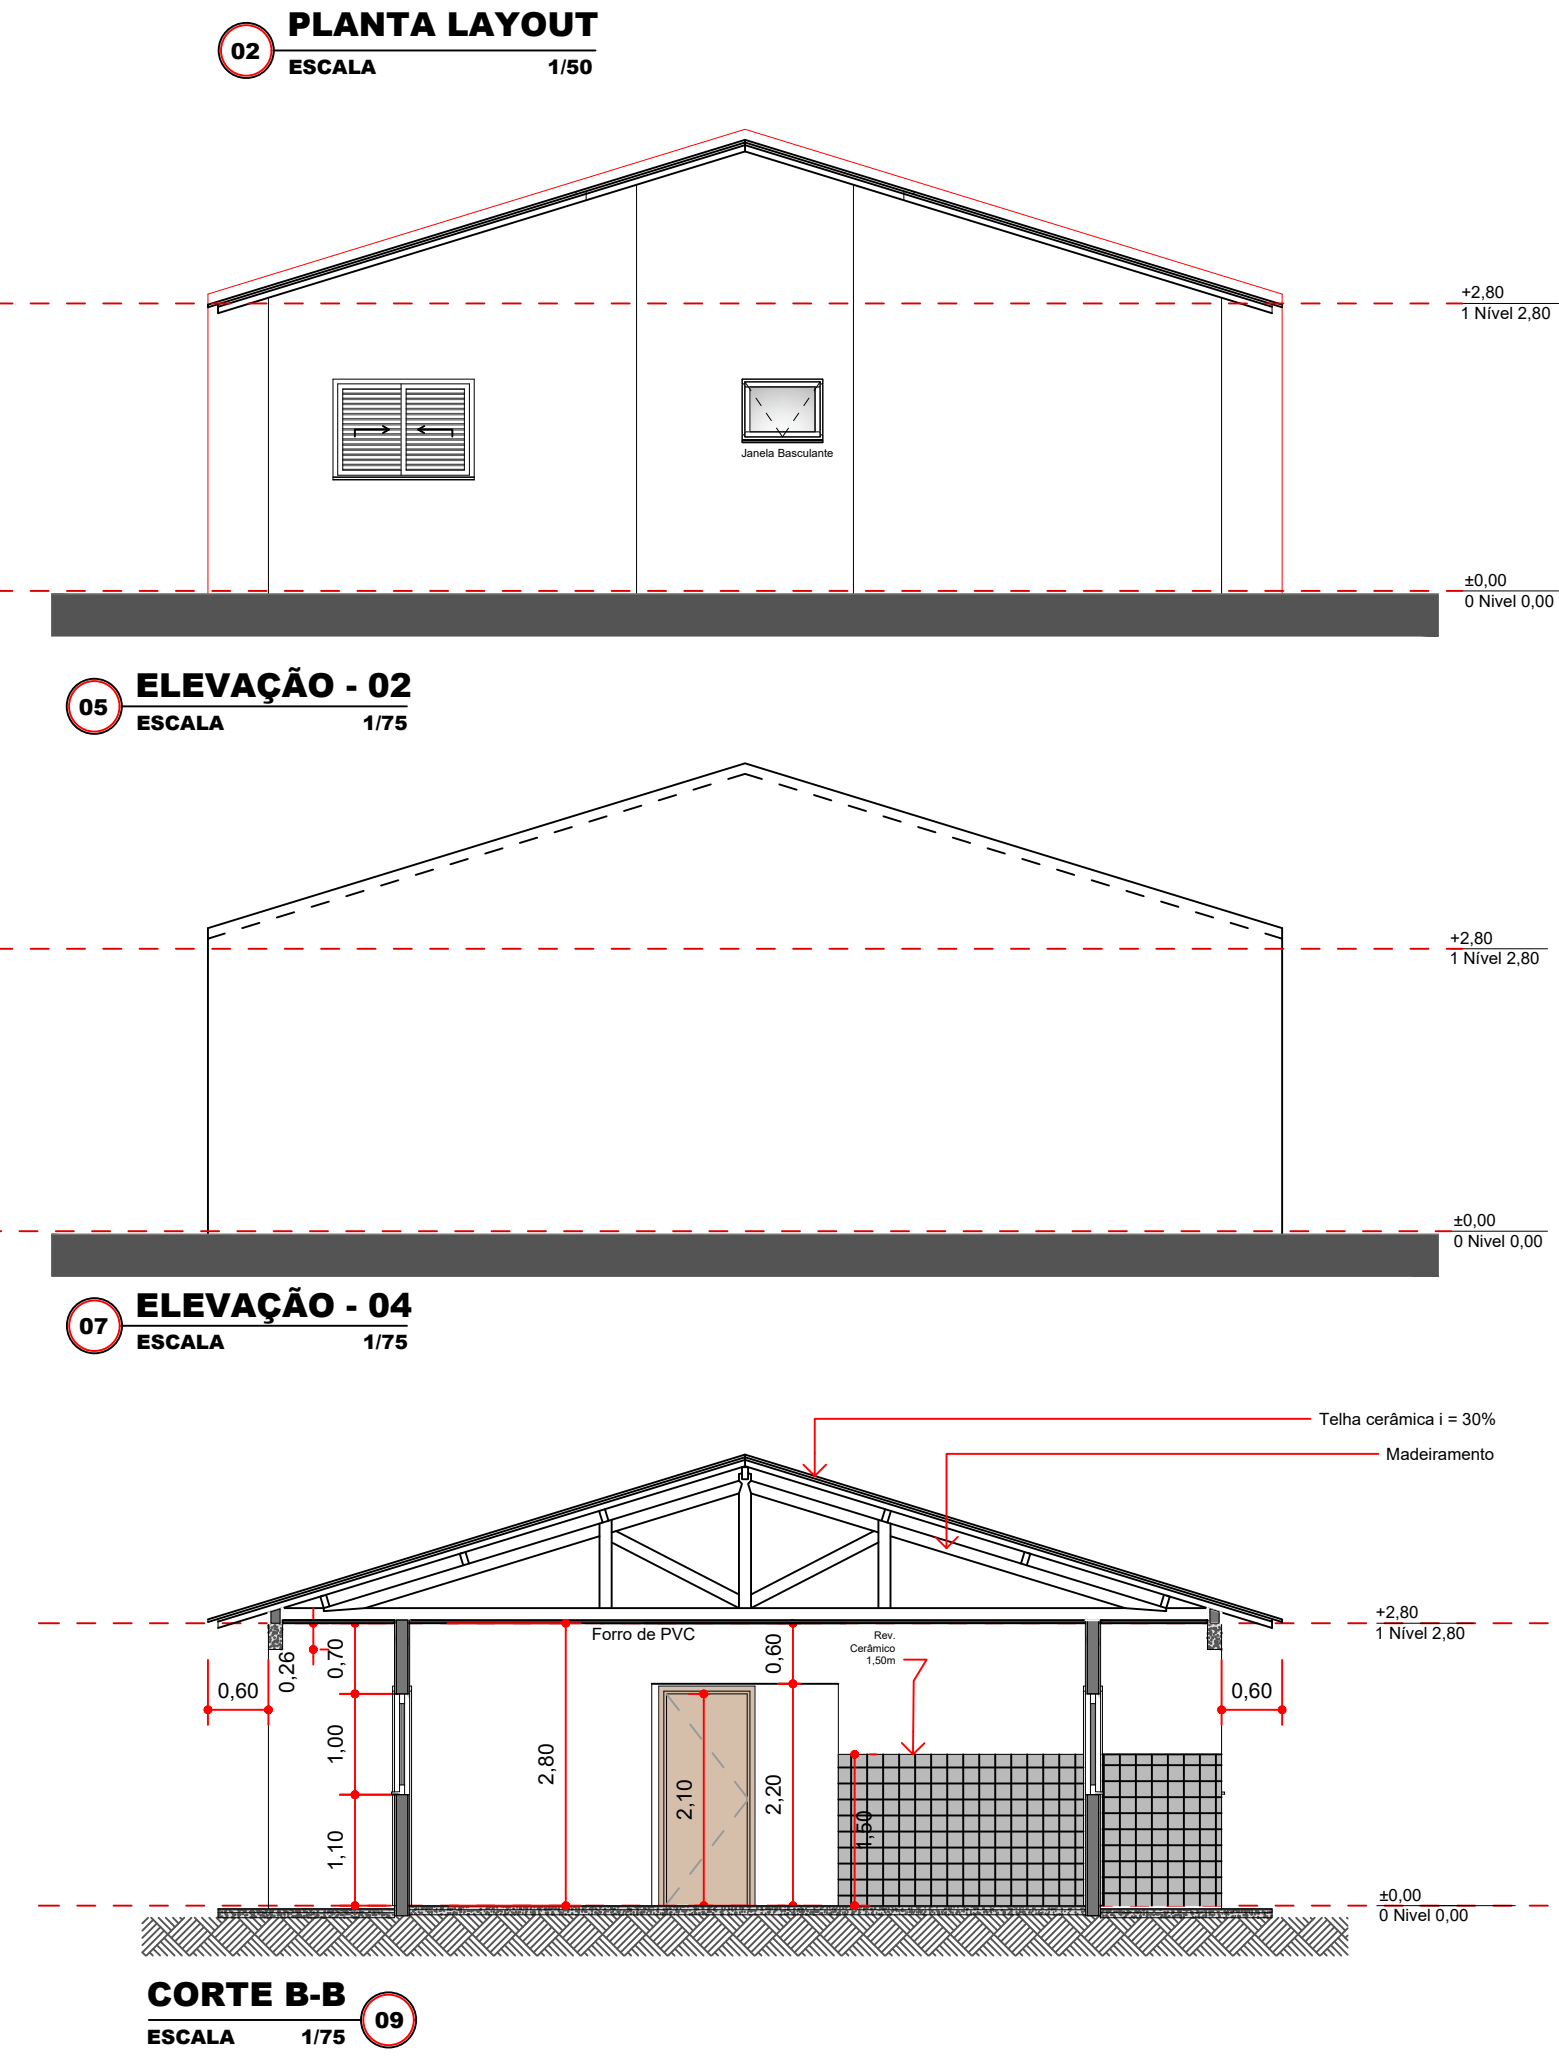 PLANTA LAYOUT
02
ESCALA 1/50
+2,80
1 Nível 2,80
Janela Basculante
±0,00
0 Nivel 0,00
ELEVAÇÃO - 02
05
ESCALA 1/75
+2,80
1 Nível 2,80
±0,00
0 Nivel 0,00
ELEVAÇÃO - 04
07
ESCALA 1/75
Telha cerâmica i = 30%
Madeiramento
+2,80
1 Nível 2,80
Forro de PVC
Rev.
Cerâmico
1,50m
0,60
0,26
0,70
0,60
0,60
1,00
2,80
2,10
2,20
1,50
1,10
±0,00
0 Nivel 0,00
CORTE B-B
09
ESCALA 1/75